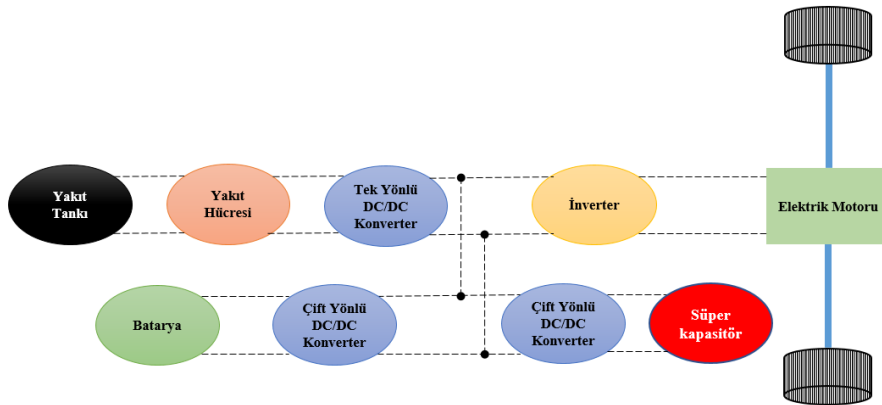 Yakıt
Tankı
Yakıt
Hücresi
Tek Yönlü
DC/DC
Konverter
İnverter
Elektrik Motoru
Batarya
Çift Yönlü
DC/DC
Konverter
Çift Yönlü
DC/DC
Konverter
Süper
kapasitör